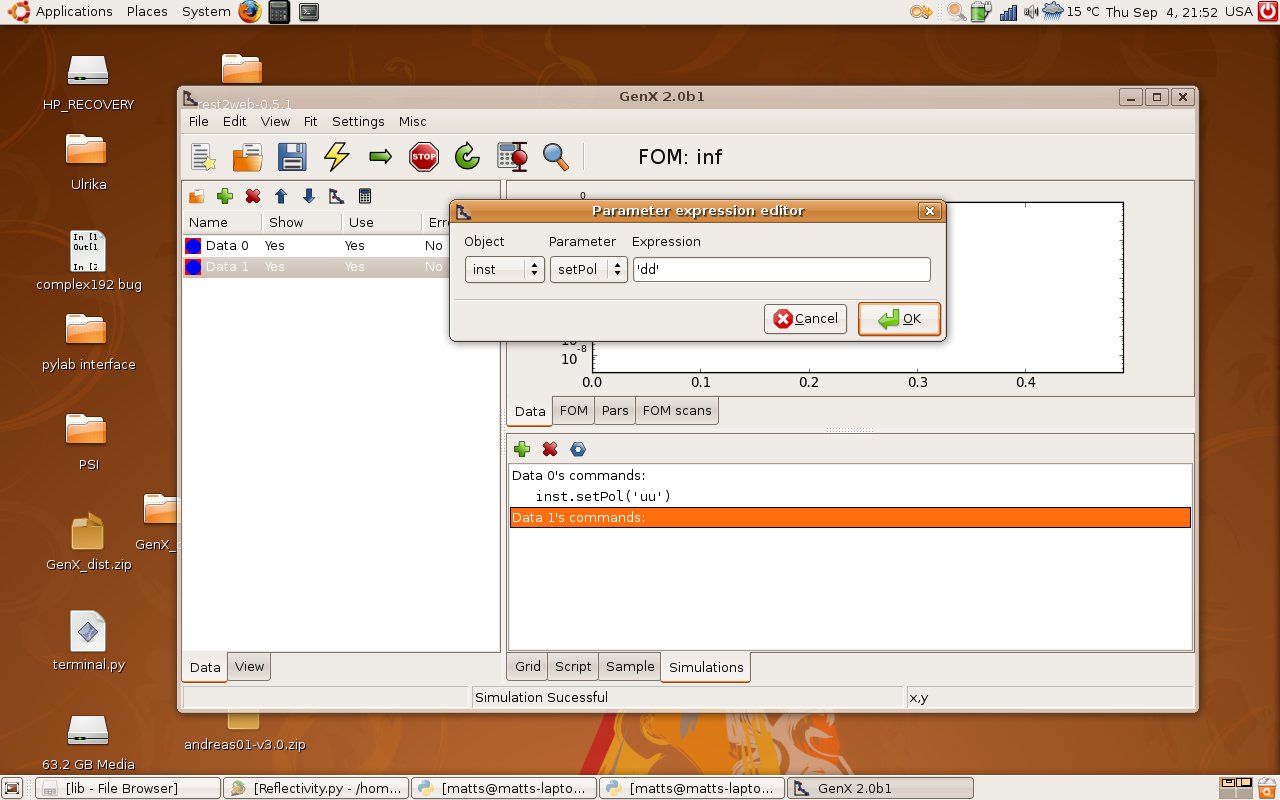 Applications Places System 15 °C Thu Sep 4, 21:52 USA
HP_RECOVERY
rest2web-0.5.1
Ulrika
In [1
Out[1
In [2
complex192 bug
pylab interface
PSI
GenX_dist.zip
terminal.py
63.2 GB Media
andreas01-v3.0.zip
GenX 2.0b1
File Edit View Fit Settings Misc
STOP
FOM: inf
Name Show Use
Data 0 Yes Yes No
Data 1 Yes Yes No
Data View
Parameter expression editor
Object Parameter Expression
inst setPol 'dd'
Cancel OK
0
10-8
10
0.0 0.1 0.2 0.3 0.4
Data FOM Pars FOM scans
Data 0's commands:
inst.setPol('uu')
Data 1's commands:
Grid Script Sample Simulations
Simulation Sucessful x,y
[lib - File Browser] [Reflectivity.py - /hom... [matts@matts-lapto... [matts@matts-lapto... GenX 2.0b1